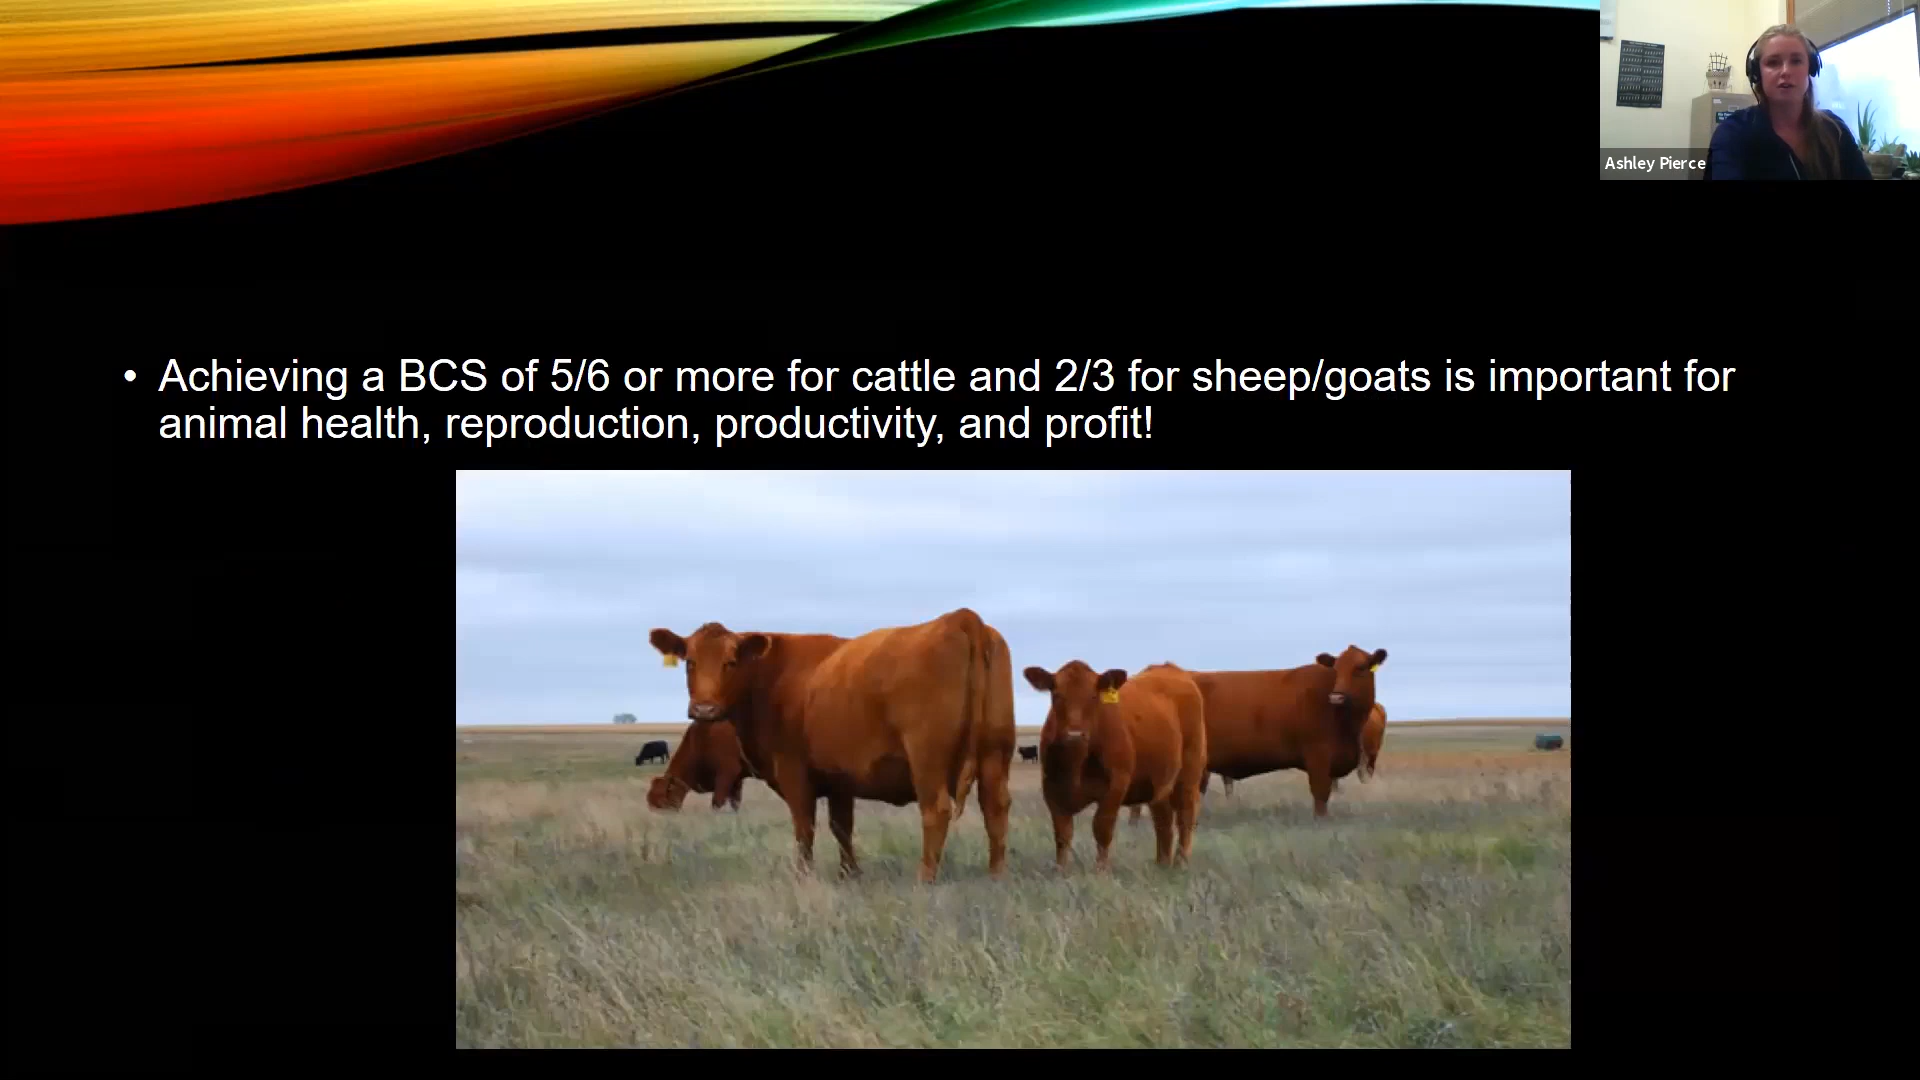 Ashley Pierce
• Achieving a BCS of 5/6 or more for cattle and 2/3 for sheep/goats is important for
animal health, reproduction, productivity, and profit!